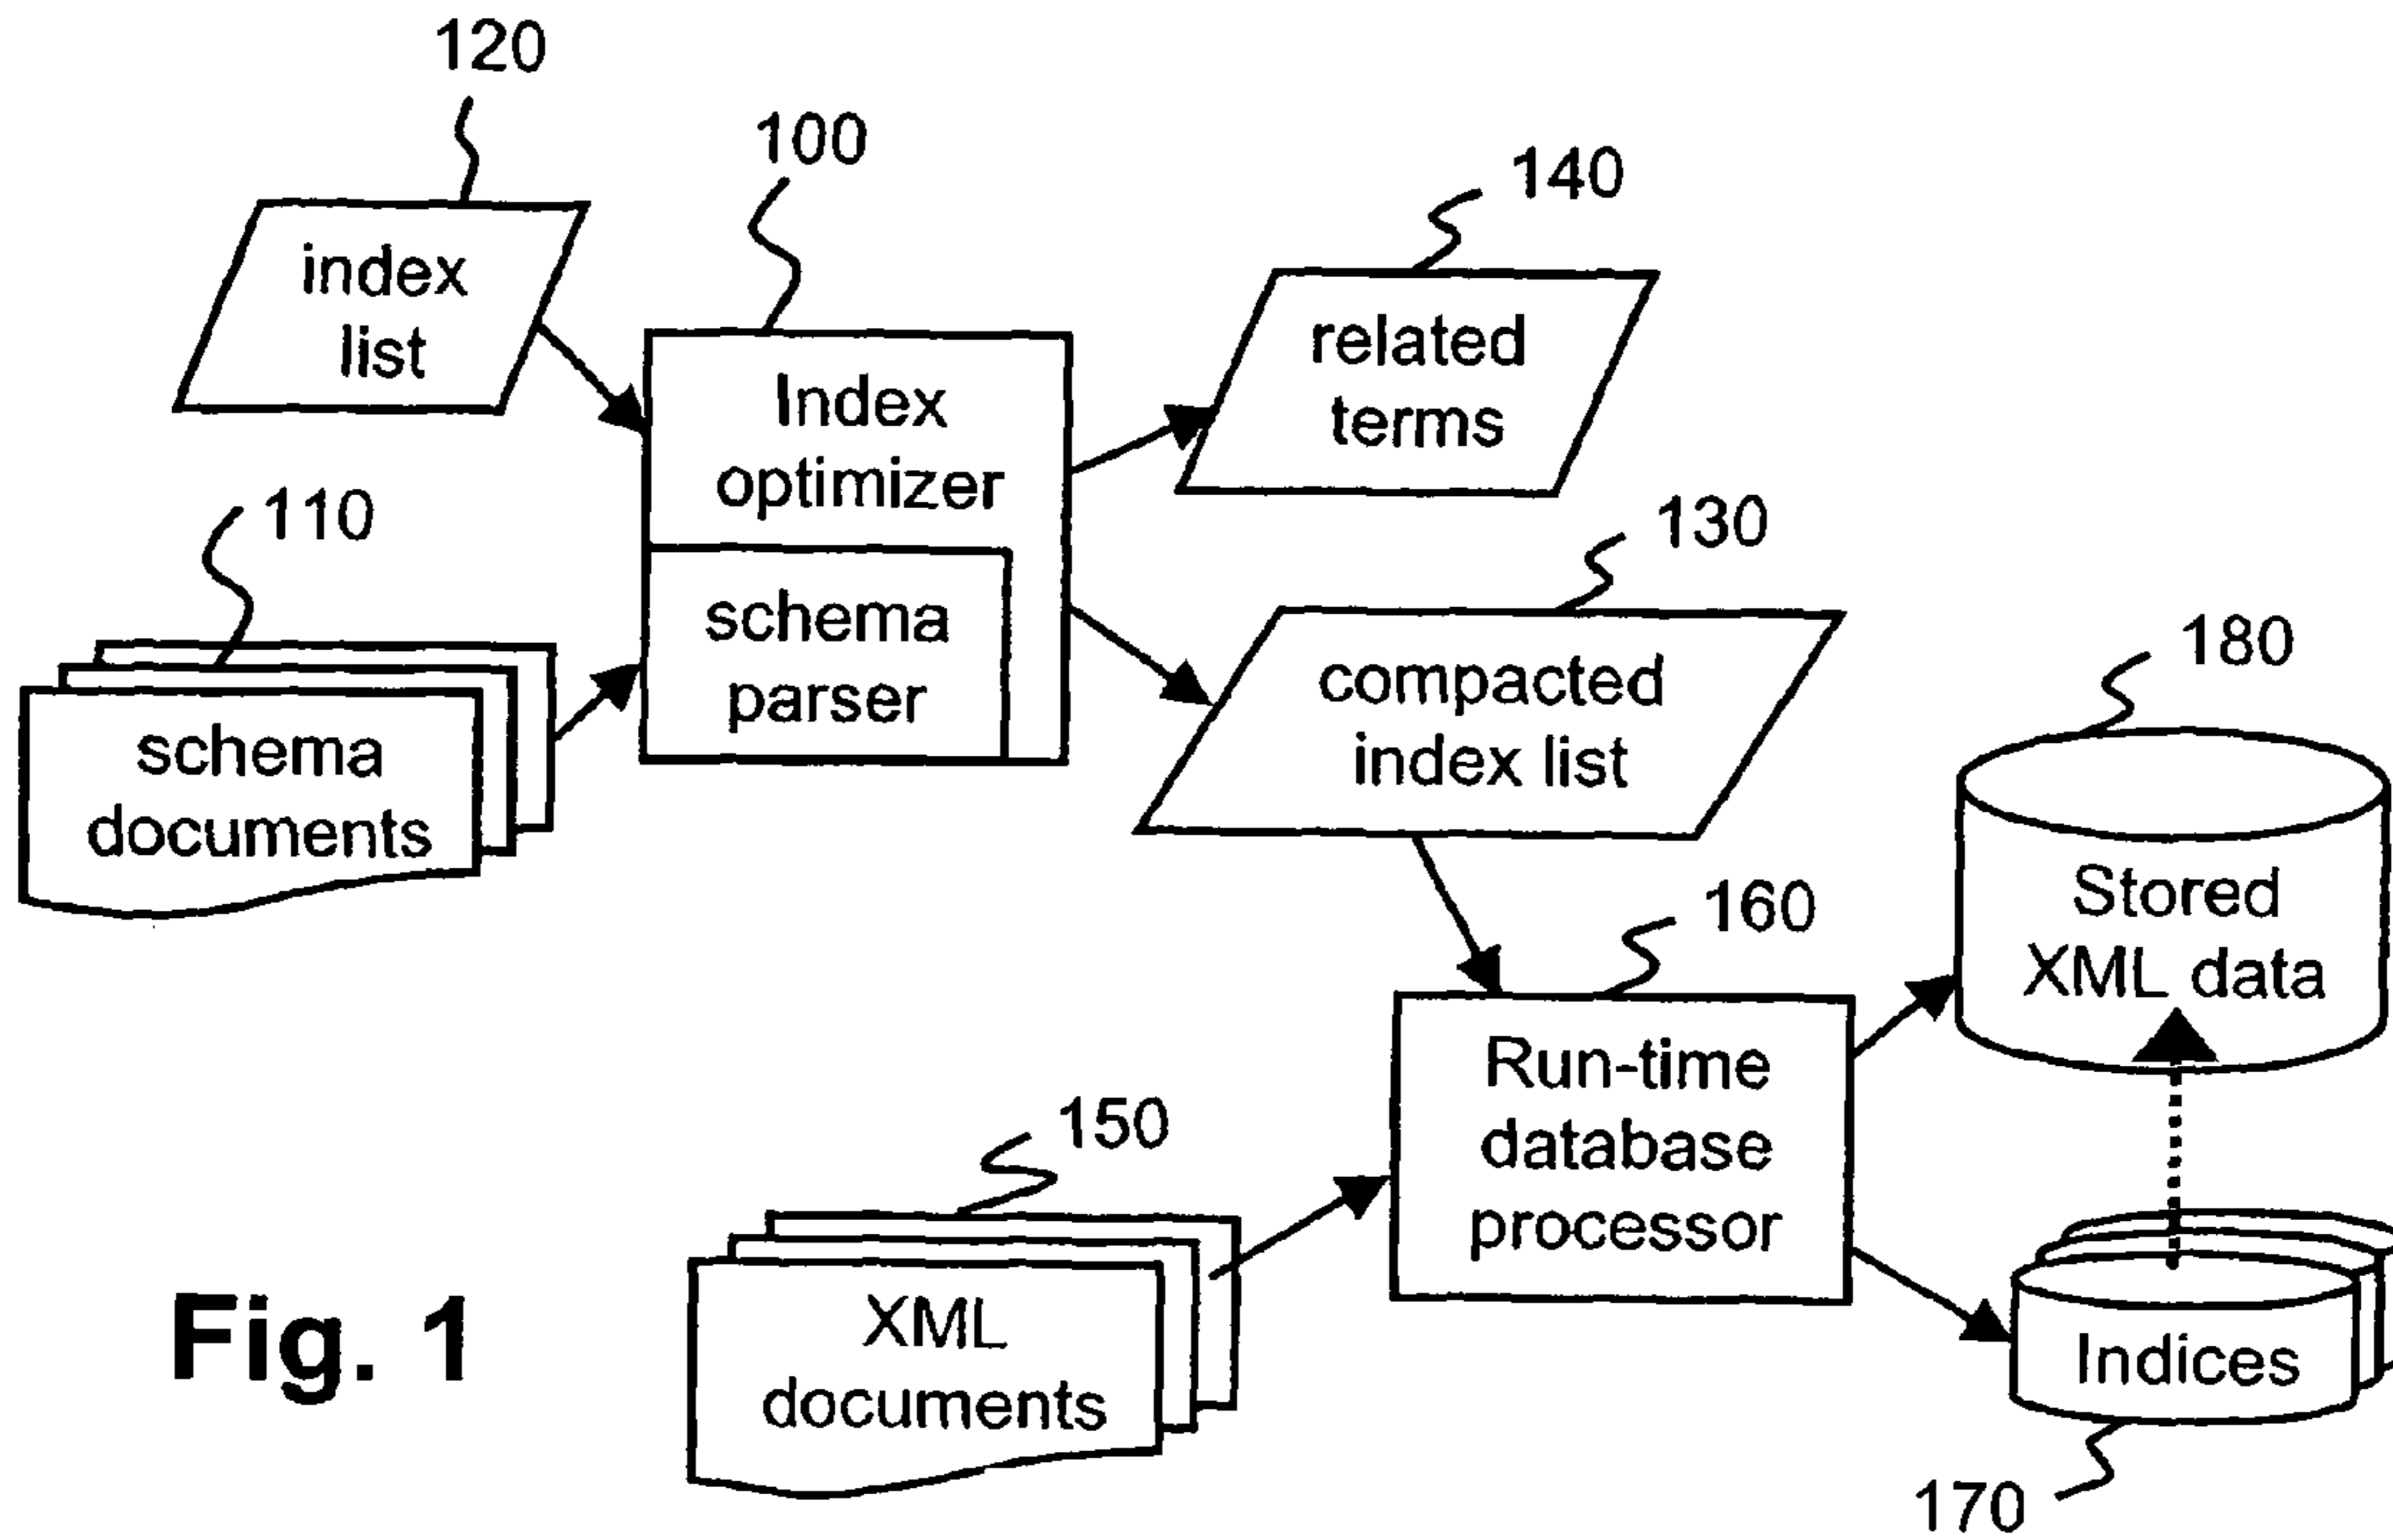 120
100
140
index
list
related
terms
Index
optimizer
110
130
schema
parser
180
compacted
index list
schema
documents
160
Stored
XML data
Run-time
database
processor
150
Fig. 1
XML
documents
Indices
170